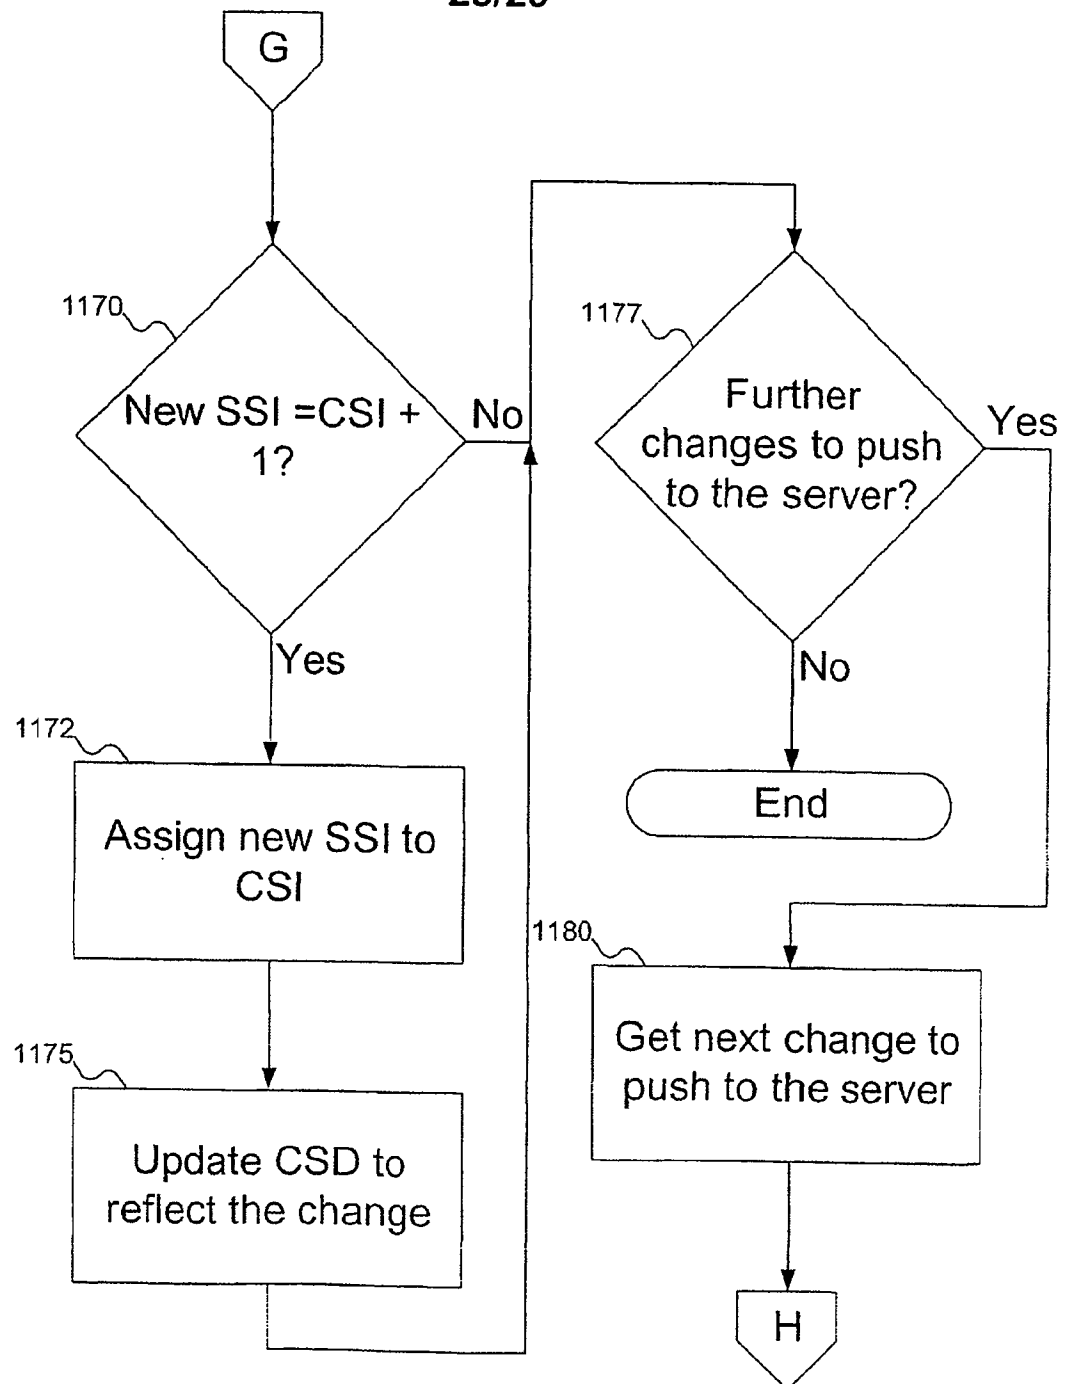 G
1170
New SSI =CSI +
1?
No
Yes
1172
Assign new SSI to
CSI
1175
Update CSD to
reflect the change
1177
Further
changes to push
to the server?
Yes
No
End
1180
Get next change to
push to the server
H